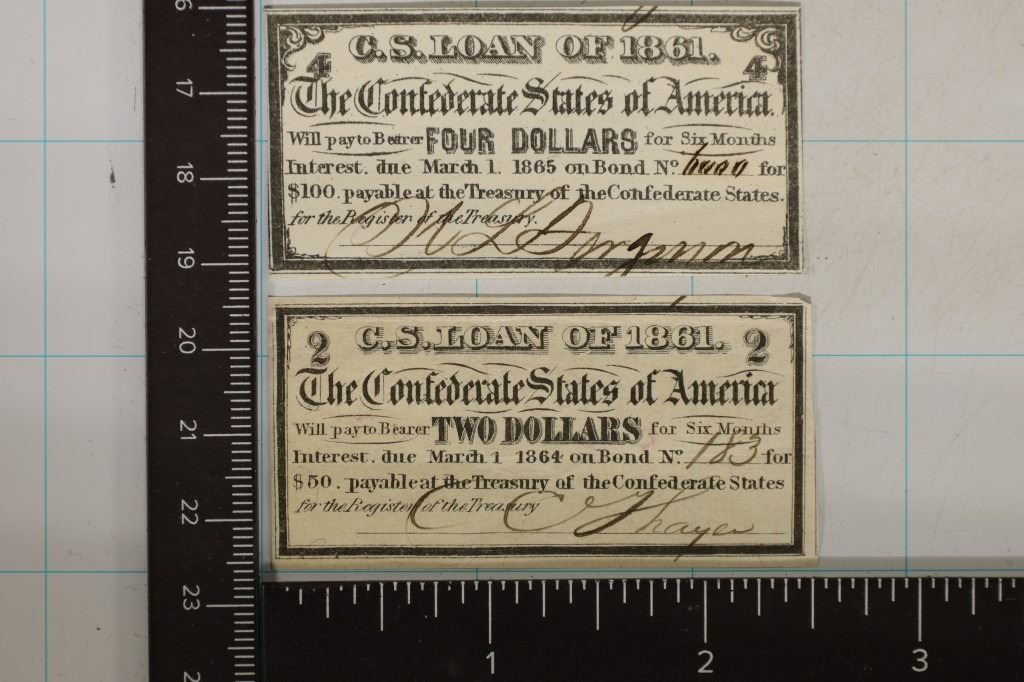 C.S. LOAN OF 1861.
4 4
The Confederate States of America.
Will pay to Bearer FOUR DOLLARS for Six Months
Interest, due March 1. 1865 on Bond No. for
$100. payable at the Treasury of the Confederate States.
for the Register of the Treasury.
2 C.S. LOAN OF 1861. 2
The Confederate States of America
Will pay to Bearer TWO DOLLARS for Six Months
Interest, due March 1 1864 on Bond No. 183 for
$50. payable at the Treasury of the Confederate States
for the Register of the Treasury
C C Thayer
17
18
19
20
21
22
23
1 2 3